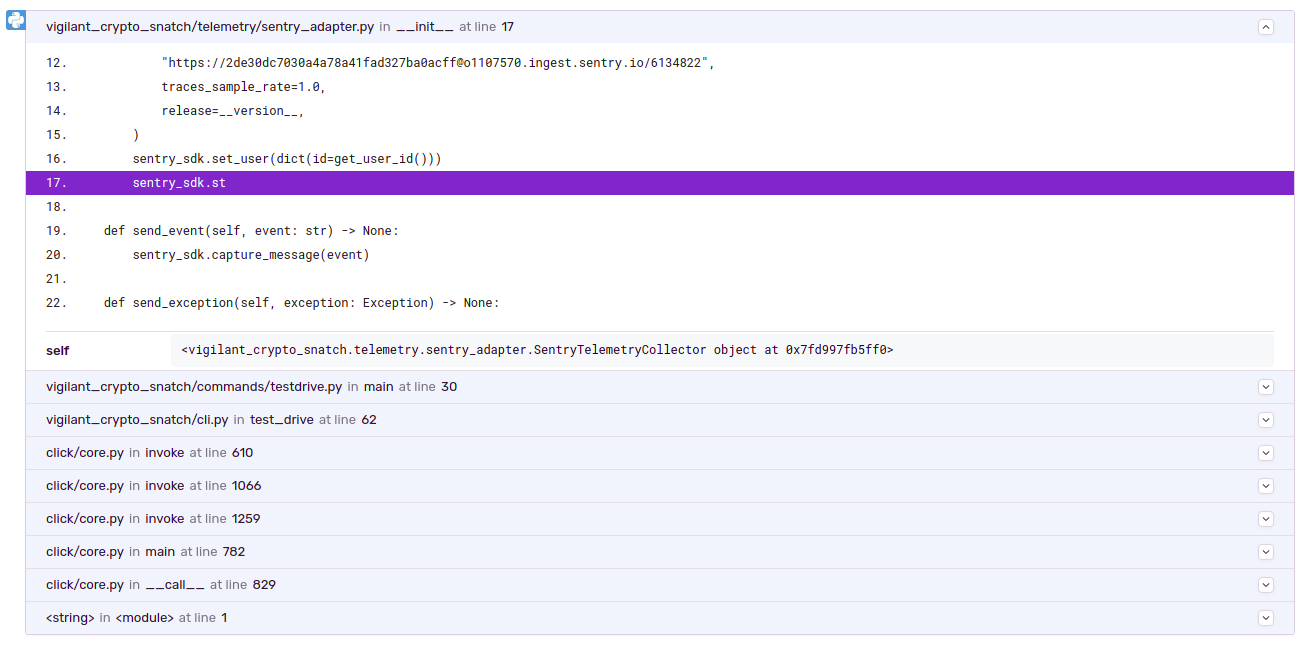 vigilant_crypto_snatch/telemetry/sentry_adapter.py in __init__ at line 17
12.             "https://2de30dc7030a4a78a41fad327ba0acff@o1107570.ingest.sentry.io/6134822",
13.             traces_sample_rate=1.0,
14.             release=__version__,
15.         )
16.         sentry_sdk.set_user(dict(id=get_user_id()))
17.         sentry_sdk.st
18.
19.     def send_event(self, event: str) -> None:
20.         sentry_sdk.capture_message(event)
21.
22.     def send_exception(self, exception: Exception) -> None:
self <vigilant_crypto_snatch.telemetry.sentry_adapter.SentryTelemetryCollector object at 0x7fd997fb5ff0>
vigilant_crypto_snatch/commands/testdrive.py in main at line 30
vigilant_crypto_snatch/cli.py in test_drive at line 62
click/core.py in invoke at line 610
click/core.py in invoke at line 1066
click/core.py in invoke at line 1259
click/core.py in main at line 782
click/core.py in __call__ at line 829
<string> in <module> at line 1